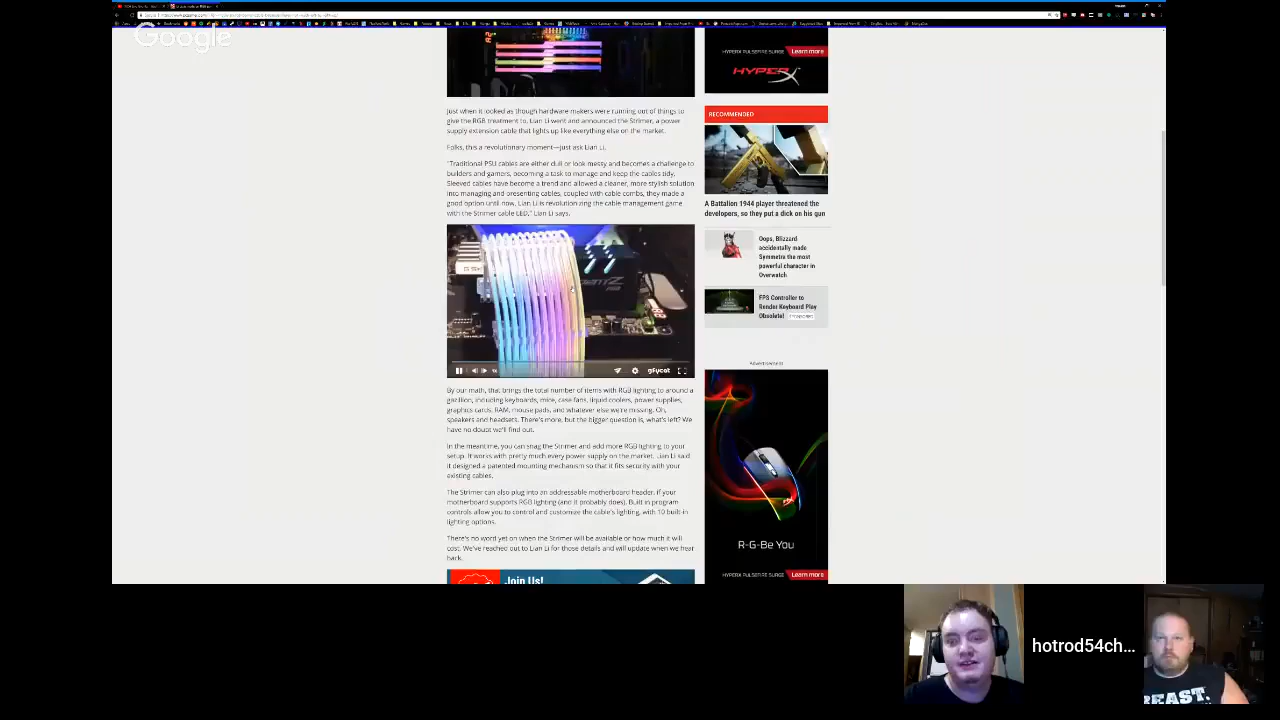 Google
HYPERX PULSEFIRE SURGE
Learn more
HYPERX
RECOMMENDED
A Battalion 1944 player threatened the
developers, so they put a dick on his gun
Oops, Blizzard
accidentally made
Symmetra the most
powerful character in
Overwatch
FPS Controller to
Render Keyboard Play
Obsolete!
Just when it looked as though hardware makers were running out of things to
give the RGB treatment to, Lian Li went and announced the Strimer, a power
supply extension cable that lights up like everything else on the market.
Folks, this a revolutionary moment—just ask Lian Li.
"Traditional PSU cables are either dull or look messy and becomes a challenge to
builders and gamers, becoming a task to manage and keep the cables tidy.
Sleeved cables have become a trend and allowed a cleaner, more stylish solution
into managing and presenting cables, coupled with cable combs, they made a
good option until now. Lian Li is revolutionizing the cable management game
with the Strimer cable LED," Lian Li says.
gfycat
By our math, that brings the total number of items with RGB lighting to around a
gazillion, including keyboards, mice, case fans, liquid coolers, power supplies,
graphics cards, RAM, mouse pads, and whatever else we're missing. Oh,
speakers and headsets. There's more, but the bigger question is, what's left? We
have no doubt we'll find out.
In the meantime, you can snag the Strimer and add more RGB lighting to your
setup. It works with pretty much every power supply on the market. Lian Li said
it designed a patented mounting mechanism so that it fits security with your
existing cables.
The Strimer can also plug into an addressable motherboard header, if your
motherboard supports RGB lighting (and it probably does). Built in program
controls allow you to control and customize the cable's lighting, with 10 built-in
lighting options.
There's no word yet on when the Strimer will be available or how much it will
cost. We've reached out to Lian Li for those details and will update when we hear
back.
Join Us!
Advertisement
R-G-Be You
HYPERX PULSEFIRE SURGE
Learn more
hotrod54ch...
BEAST.